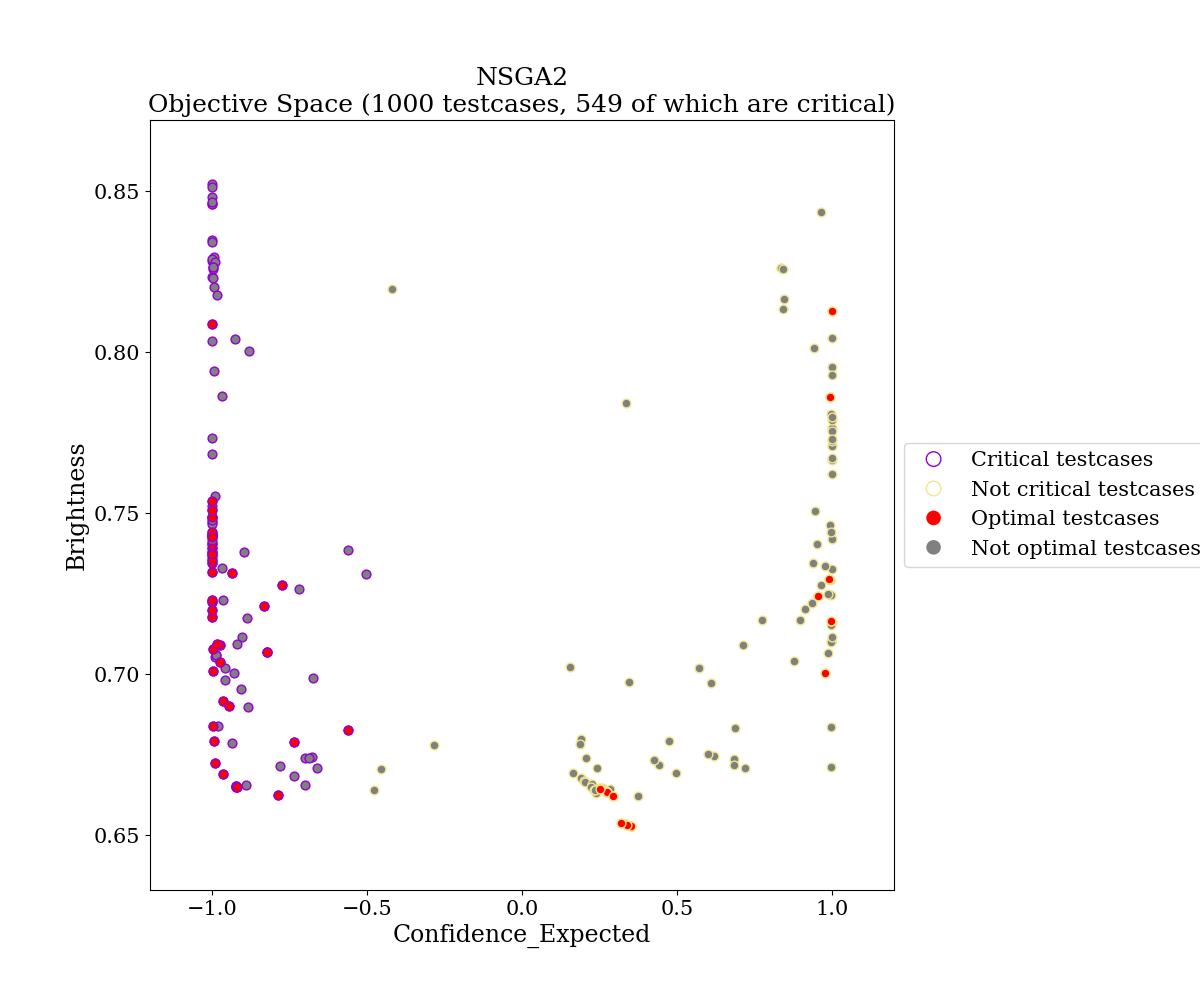 NSGA2
Objective Space (1000 testcases, 549 of which are critical)
0.85
0.80
0.75
0.70
0.65
Brightness
−1.0
−0.5
0.0
0.5
1.0
Confidence_Expected
Critical testcases
Not critical testcases
Optimal testcases
Not optimal testcases